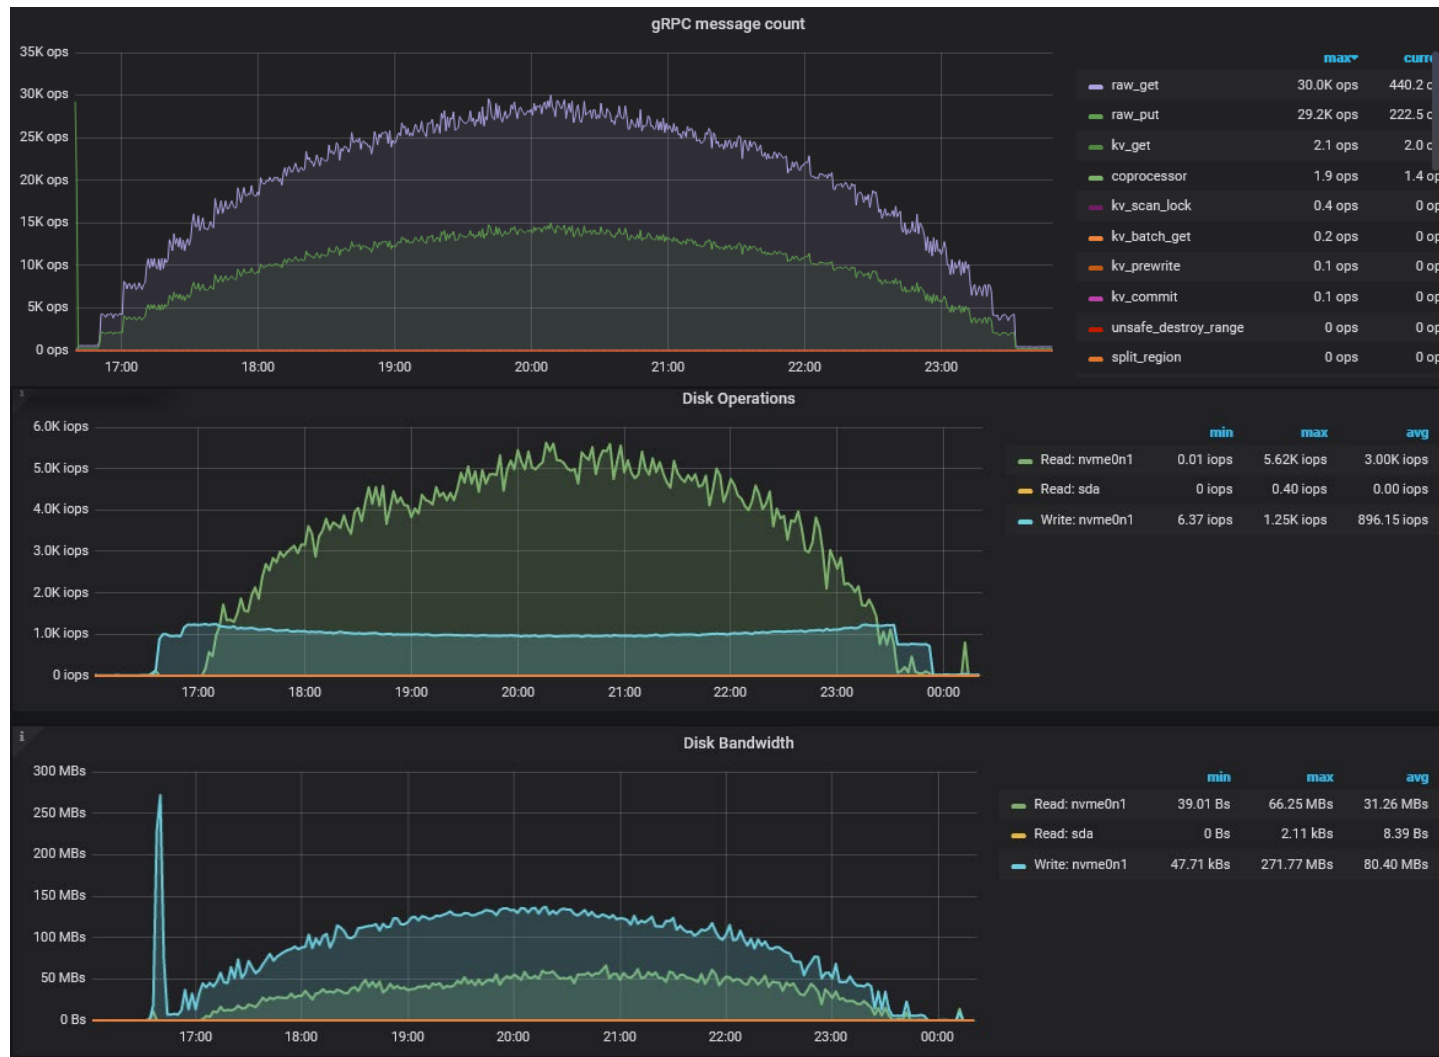 gRPC message count
35K ops
30K ops
25K ops
20K ops
15K ops
10K ops
5K ops
0 ops
17:00 18:00 19:00 20:00 21:00 22:00 23:00
max curre
raw_get 30.0K ops 440.2 o
raw_put 29.2K ops 222.5 o
kv_get 2.1 ops 2.0 o
coprocessor 1.9 ops 1.4 op
kv_scan_lock 0.4 ops 0 op
kv_batch_get 0.2 ops 0 op
kv_prewrite 0.1 ops 0 op
kv_commit 0.1 ops 0 op
unsafe_destroy_range 0 ops 0 op
split_region 0 ops 0 op
i
Disk Operations
6.0K iops
5.0K iops
4.0K iops
3.0K iops
2.0K iops
1.0K iops
0 iops
17:00 18:00 19:00 20:00 21:00 22:00 23:00 00:00
min max avg
Read: nvme0n1 0.01 iops 5.62K iops 3.00K iops
Read: sda 0 iops 0.40 iops 0.00 iops
Write: nvme0n1 6.37 iops 1.25K iops 896.15 iops
i
Disk Bandwidth
300 MBs
250 MBs
200 MBs
150 MBs
100 MBs
50 MBs
0 Bs
17:00 18:00 19:00 20:00 21:00 22:00 23:00 00:00
min max avg
Read: nvme0n1 39.01 Bs 66.25 MBs 31.26 MBs
Read: sda 0 Bs 2.11 kBs 8.39 Bs
Write: nvme0n1 47.71 kBs 271.77 MBs 80.40 MBs